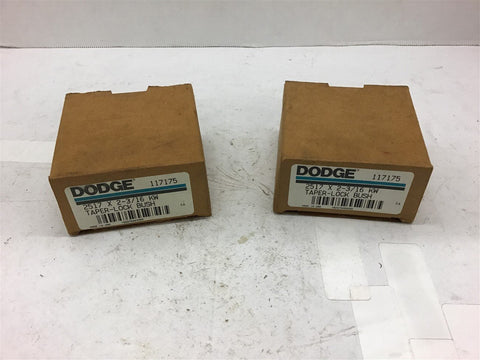 DODGE 117175
2517 X 2-3/16 KW
TAPER-LOCK BUSH
DODGE 117175
2517 X 2-3/16 KW
TAPER-LOCK BUSH